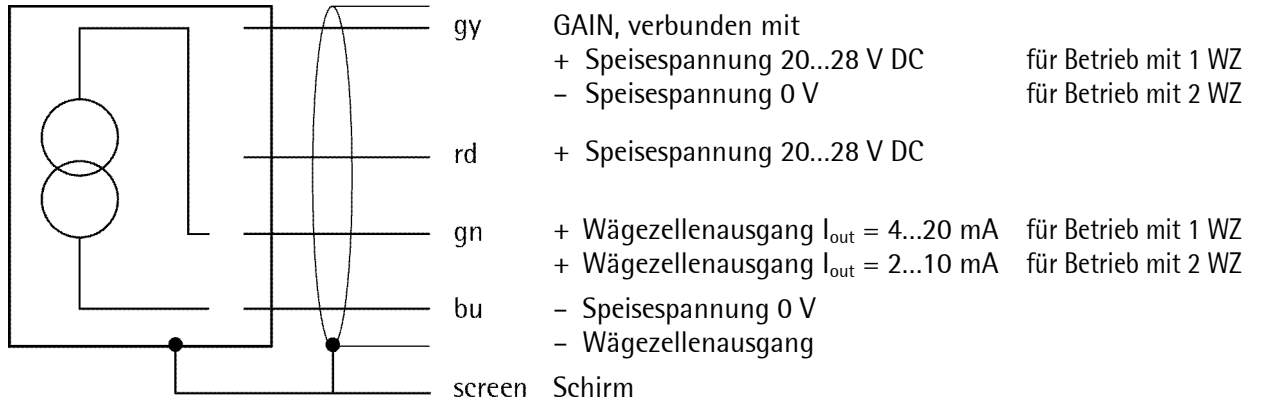 gy GAIN, verbunden mit
+ Speisespannung 20...28 V DC für Betrieb mit 1 WZ
– Speisespannung 0 V für Betrieb mit 2 WZ
rd + Speisespannung 20...28 V DC
gn + Wägezellenausgang Iout = 4...20 mA für Betrieb mit 1 WZ
+ Wägezellenausgang Iout = 2...10 mA für Betrieb mit 2 WZ
bu – Speisespannung 0 V
– Wägezellenausgang
screen Schirm